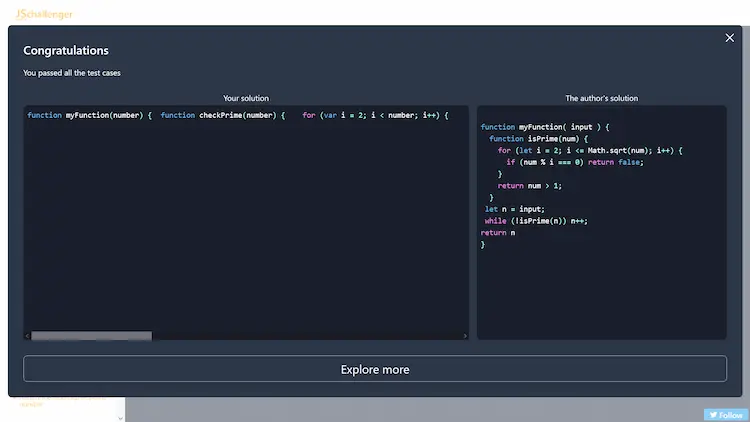 JSchallenger
Congratulations
You passed all the test cases
Your solution
function myFunction(number) {  function checkPrime(number) {    for (var i = 2; i < number; i++) {
The author's solution
function myFunction( input ) {
  function isPrime(num) {
    for (let i = 2; i <= Math.sqrt(num); i++) {
      if (num % i === 0) return false;
    }
    return num > 1;
  }
 let n = input;
 while (!isPrime(n)) n++;
return n
}
Explore more
Follow